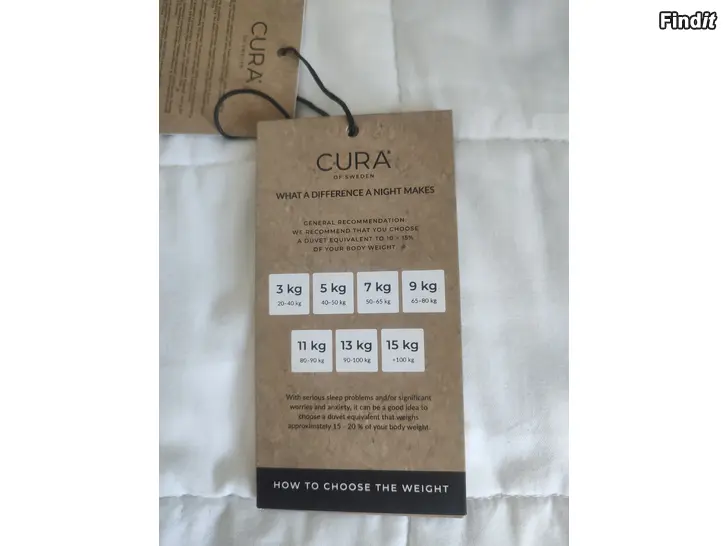 Findit
CURA
OF SWEDEN
CURA
OF SWEDEN
WHAT A DIFFERENCE A NIGHT MAKES
GENERAL RECOMMENDATION:
WE RECOMMEND THAT YOU CHOOSE
A DUVET EQUIVALENT TO 10 – 15%
OF YOUR BODY WEIGHT.
3 kg
20–40 kg
5 kg
40–50 kg
7 kg
50–65 kg
9 kg
65–80 kg
11 kg
80–90 kg
13 kg
90-100 kg
15 kg
+100 kg
With serious sleep problems and/or significant
worries and anxiety, it can be a good idea to
choose a duvet equivalent that weighs
approximately 15 – 20 % of your body weight
HOW TO CHOOSE THE WEIGHT